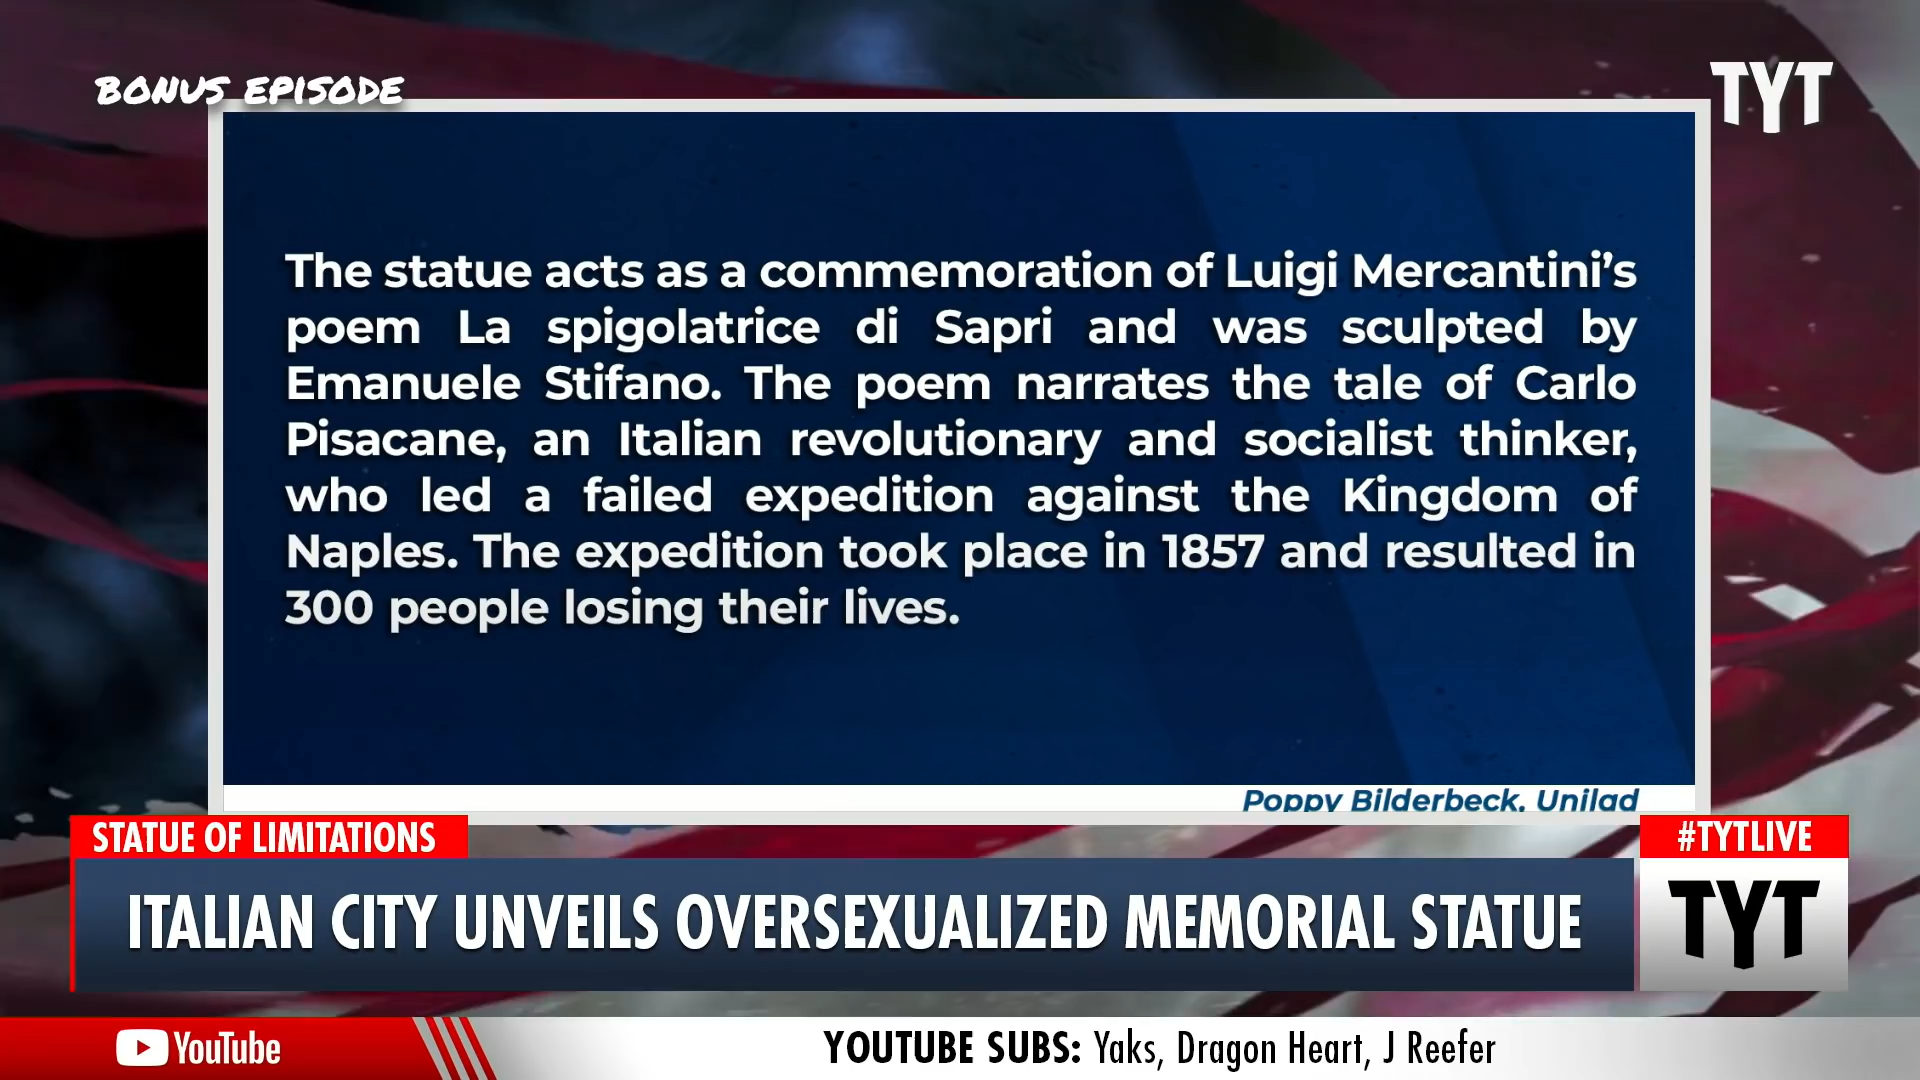 BONUS EPISODE
TYT
The statue acts as a commemoration of Luigi Mercantini’s
poem La spigolatrice di Sapri and was sculpted by
Emanuele Stifano. The poem narrates the tale of Carlo
Pisacane, an Italian revolutionary and socialist thinker,
who led a failed expedition against the Kingdom of
Naples. The expedition took place in 1857 and resulted in
300 people losing their lives.
Poppy Bilderbeck, Unilad
STATUE OF LIMITATIONS
#TYTLIVE
ITALIAN CITY UNVEILS OVERSEXUALIZED MEMORIAL STATUE
TYT
YouTube
YOUTUBE SUBS: Yaks, Dragon Heart, J Reefer